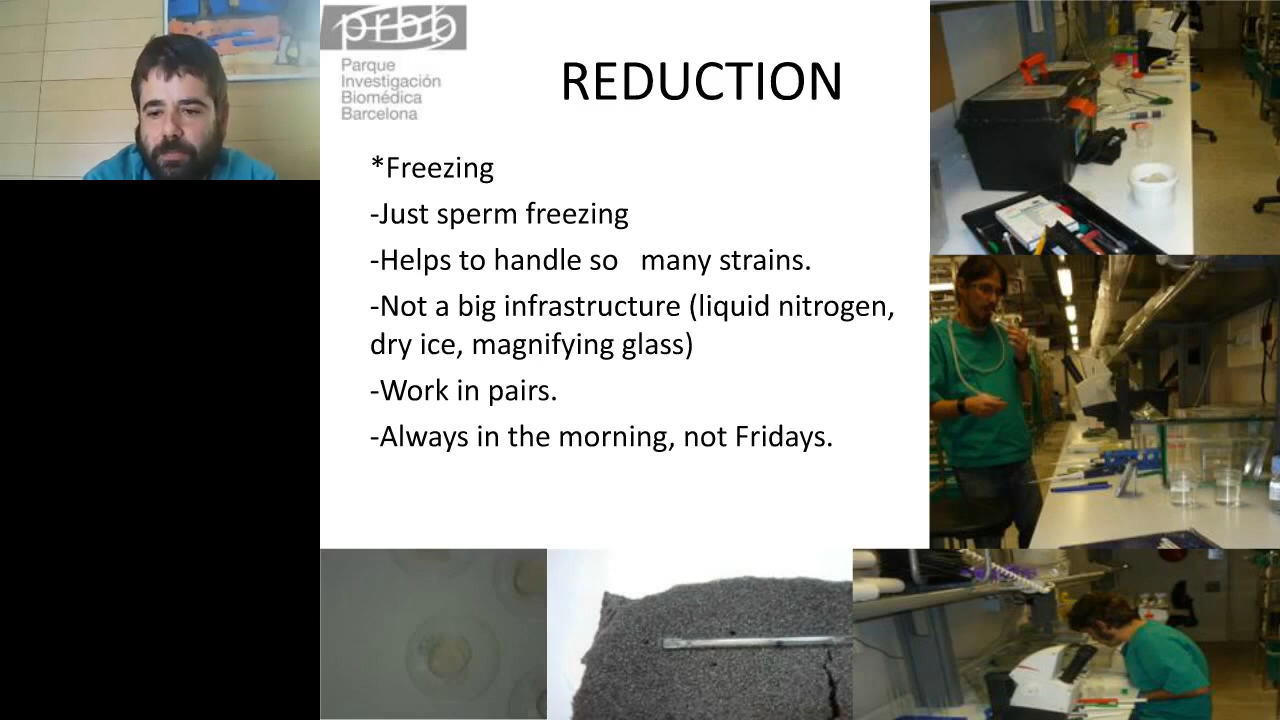 prbb
Parque
Investigación
Biomédica
Barcelona
REDUCTION
*Freezing
-Just sperm freezing
-Helps to handle so   many strains.
-Not a big infrastructure (liquid nitrogen,
dry ice, magnifying glass)
-Work in pairs.
-Always in the morning, not Fridays.